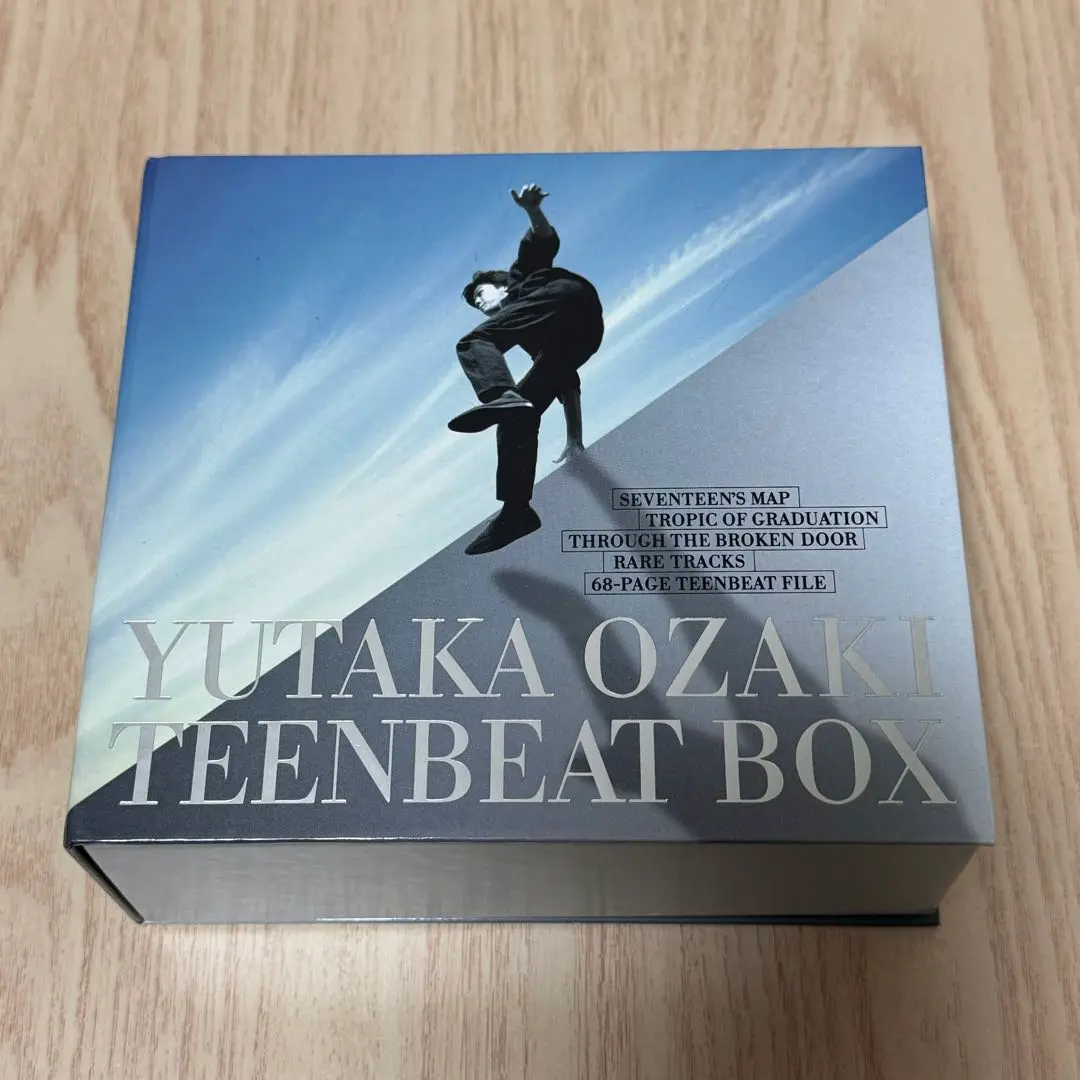 SEVENTEEN'S MAP
TROPIC OF GRADUATION
THROUGH THE BROKEN DOOR
RARE TRACKS
68-PAGE TEENBEAT FILE
YUTAKA OZAKI
TEENBEAT BOX